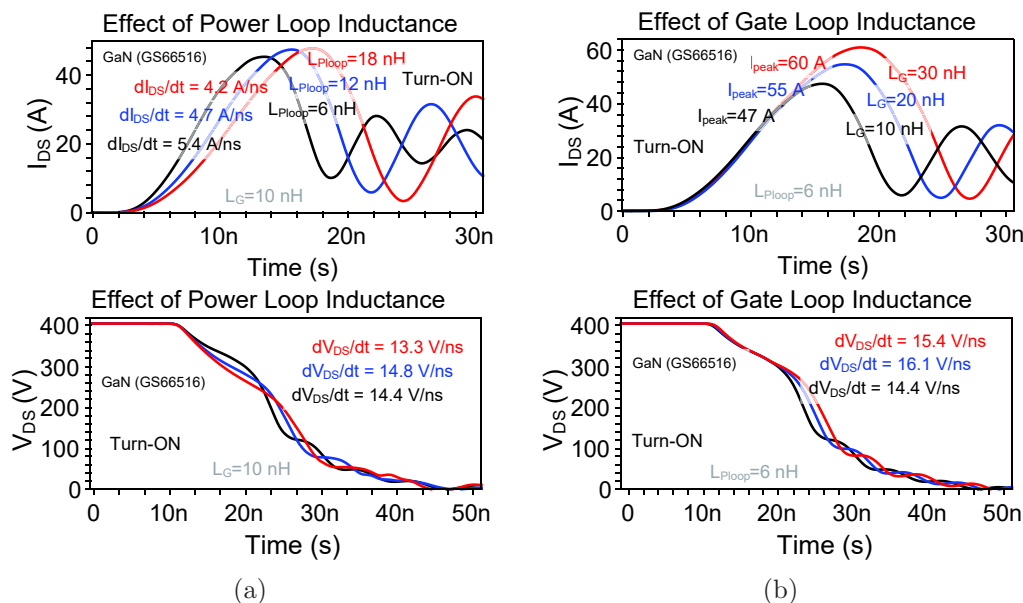 Effect of Power Loop Inductance
GaN (GS66516)
L_Ploop=18 nH
Turn-ON
dI_DS/dt = 4.2 A/ns
L_Ploop=12 nH
dI_DS/dt = 4.7 A/ns
L_Ploop=6 nH
dI_DS/dt = 5.4 A/ns
L_G=10 nH
I_DS (A)
40
20
0
0 10n 20n 30n
Time (s)
Effect of Gate Loop Inductance
GaN (GS66516)
I_peak=60 A
L_G=30 nH
I_peak=55 A
L_G=20 nH
I_peak=47 A
L_G=10 nH
Turn-ON
L_Ploop=6 nH
I_DS (A)
60
40
20
0
0 10n 20n 30n
Time (s)
Effect of Power Loop Inductance
dV_DS/dt = 13.3 V/ns
dV_DS/dt = 14.8 V/ns
GaN (GS66516)
dV_DS/dt = 14.4 V/ns
Turn-ON
L_G=10 nH
V_DS (V)
400
300
200
100
0
0 10n 20n 30n 40n 50n
Time (s)
(a)
Effect of Gate Loop Inductance
dV_DS/dt = 15.4 V/ns
dV_DS/dt = 16.1 V/ns
GaN (GS66516)
dV_DS/dt = 14.4 V/ns
Turn-ON
L_Ploop=6 nH
V_DS (V)
400
300
200
100
0
0 10n 20n 30n 40n 50n
Time (s)
(b)